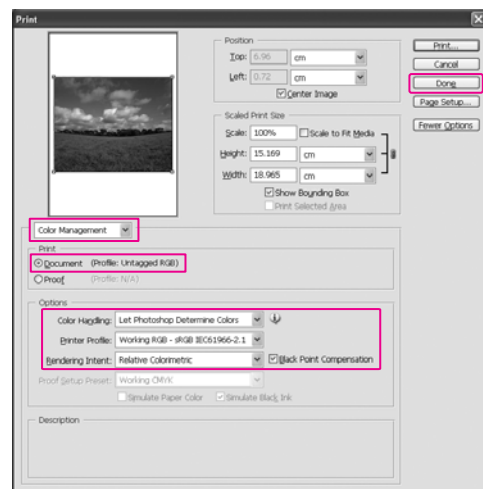 Print
Position
Top: 6.96 cm
Left: 0.72 cm
Center Image
Scaled Print Size
Scale: 100% Scale to Fit Media
Height: 15.169 cm
Width: 18.965 cm
Show Bounding Box
Print Selected Area
Print...
Cancel
Done
Page Setup...
Fewer Options
Color Management
Print
Document (Profile: Untagged RGB)
Proof (Profile: N/A)
Options
Color Handling: Let Photoshop Determine Colors
Printer Profile: Working RGB - sRGB IEC61966-2.1
Rendering Intent: Relative Colorimetric Black Point Compensation
Proof Setup Preset: Working CMYK
Simulate Paper Color Simulate Black Ink
Description